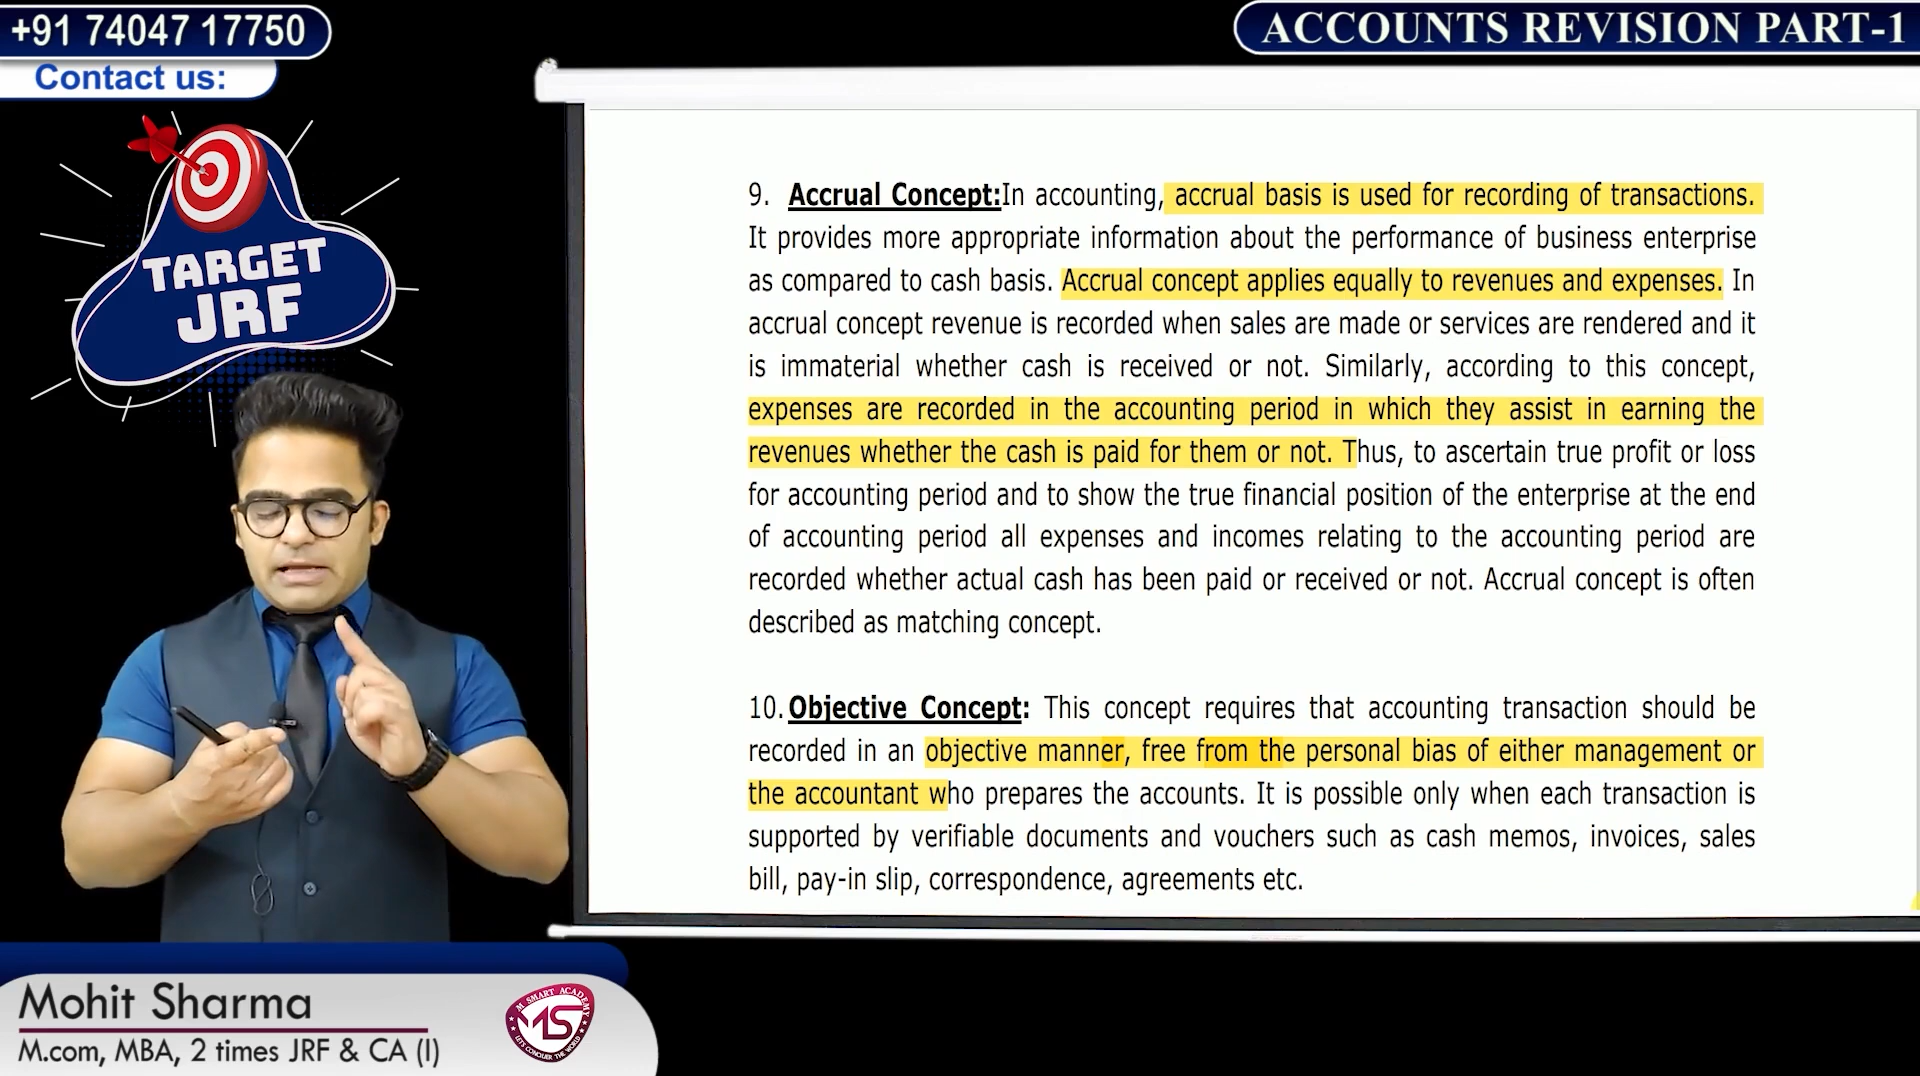 +91 74047 17750
Contact us:
ACCOUNTS REVISION PART-1
TARGET
JRF
9. Accrual Concept:In accounting, accrual basis is used for recording of transactions.
It provides more appropriate information about the performance of business enterprise
as compared to cash basis. Accrual concept applies equally to revenues and expenses. In
accrual concept revenue is recorded when sales are made or services are rendered and it
is immaterial whether cash is received or not. Similarly, according to this concept,
expenses are recorded in the accounting period in which they assist in earning the
revenues whether the cash is paid for them or not. Thus, to ascertain true profit or loss
for accounting period and to show the true financial position of the enterprise at the end
of accounting period all expenses and incomes relating to the accounting period are
recorded whether actual cash has been paid or received or not. Accrual concept is often
described as matching concept.
10. Objective Concept: This concept requires that accounting transaction should be
recorded in an objective manner, free from the personal bias of either management or
the accountant who prepares the accounts. It is possible only when each transaction is
supported by verifiable documents and vouchers such as cash memos, invoices, sales
bill, pay-in slip, correspondence, agreements etc.
Mohit Sharma
M.com, MBA, 2 times JRF & CA (I)
M SMART ACADEMY
MS
LETS CONQUER THE WORLD